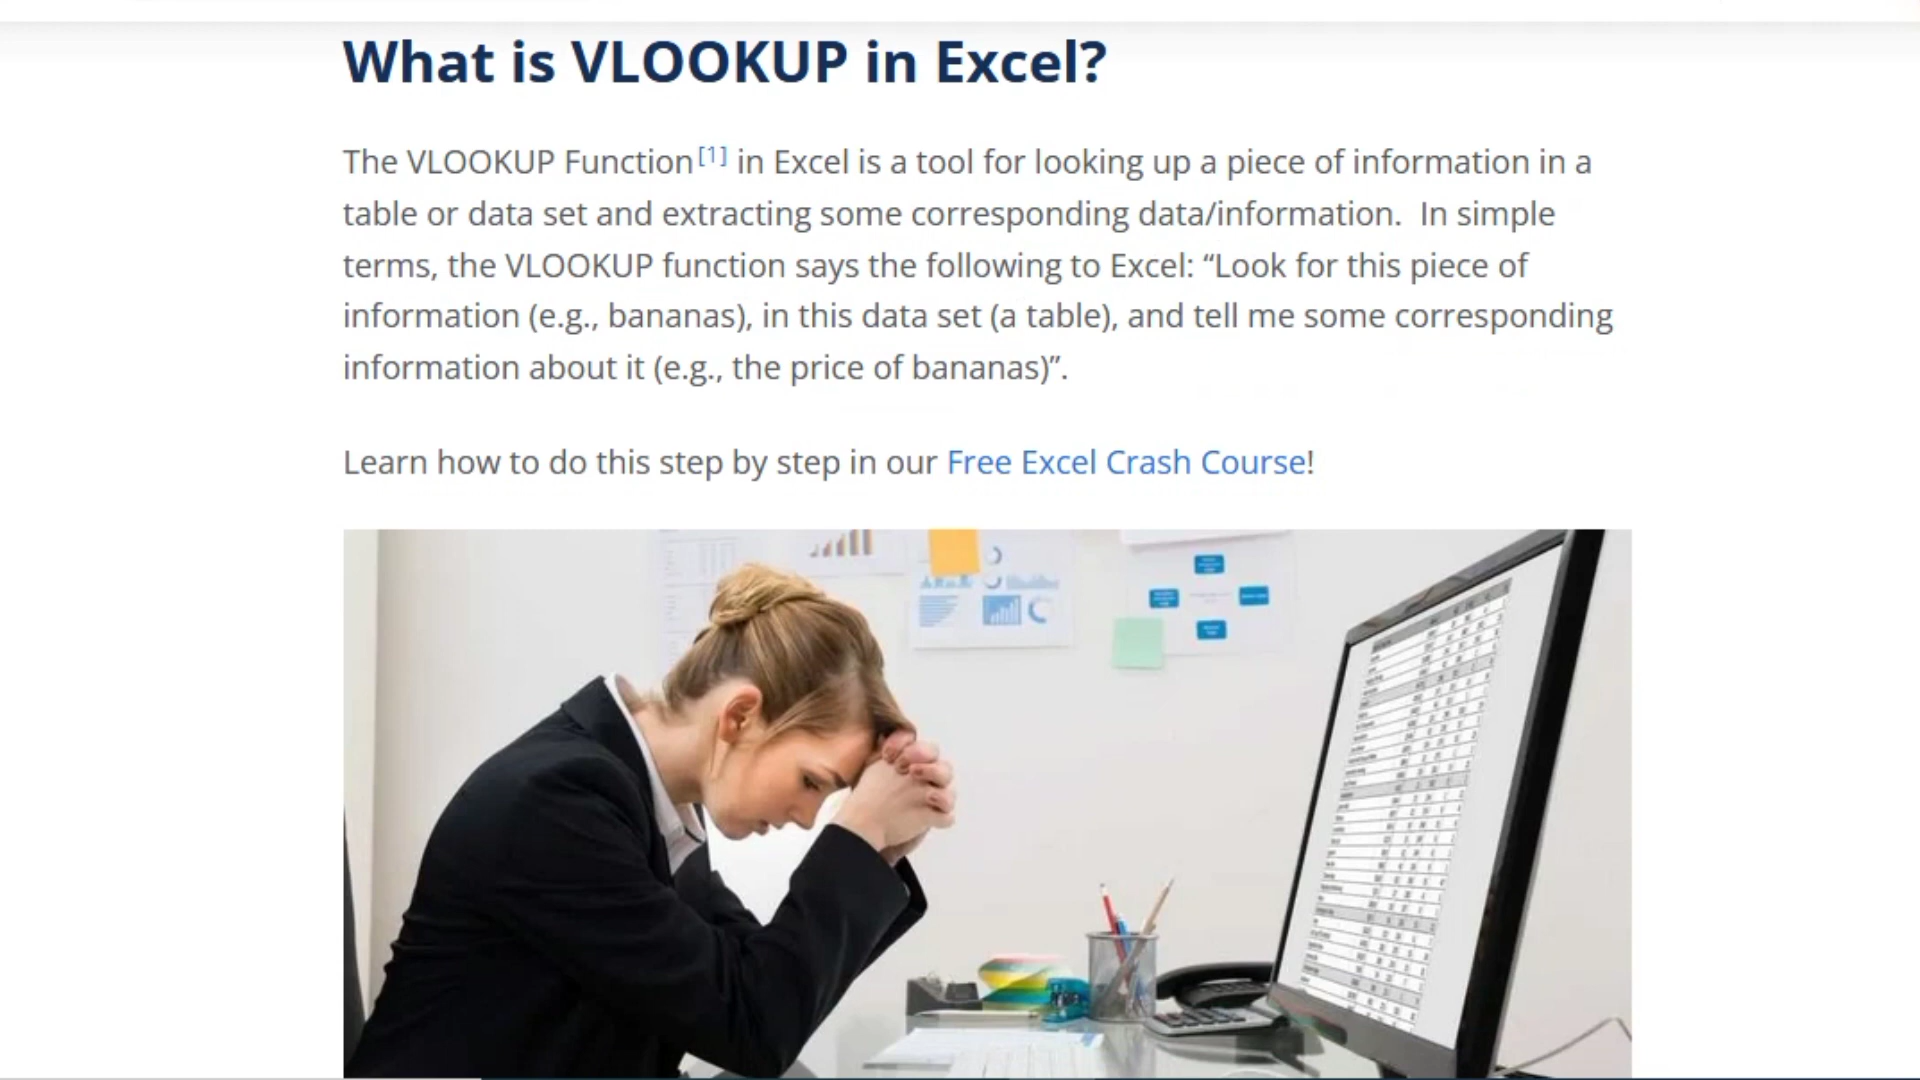 What is VLOOKUP in Excel?
The VLOOKUP Function[1] in Excel is a tool for looking up a piece of information in a
table or data set and extracting some corresponding data/information.  In simple
terms, the VLOOKUP function says the following to Excel: “Look for this piece of
information (e.g., bananas), in this data set (a table), and tell me some corresponding
information about it (e.g., the price of bananas)”.
Learn how to do this step by step in our Free Excel Crash Course!